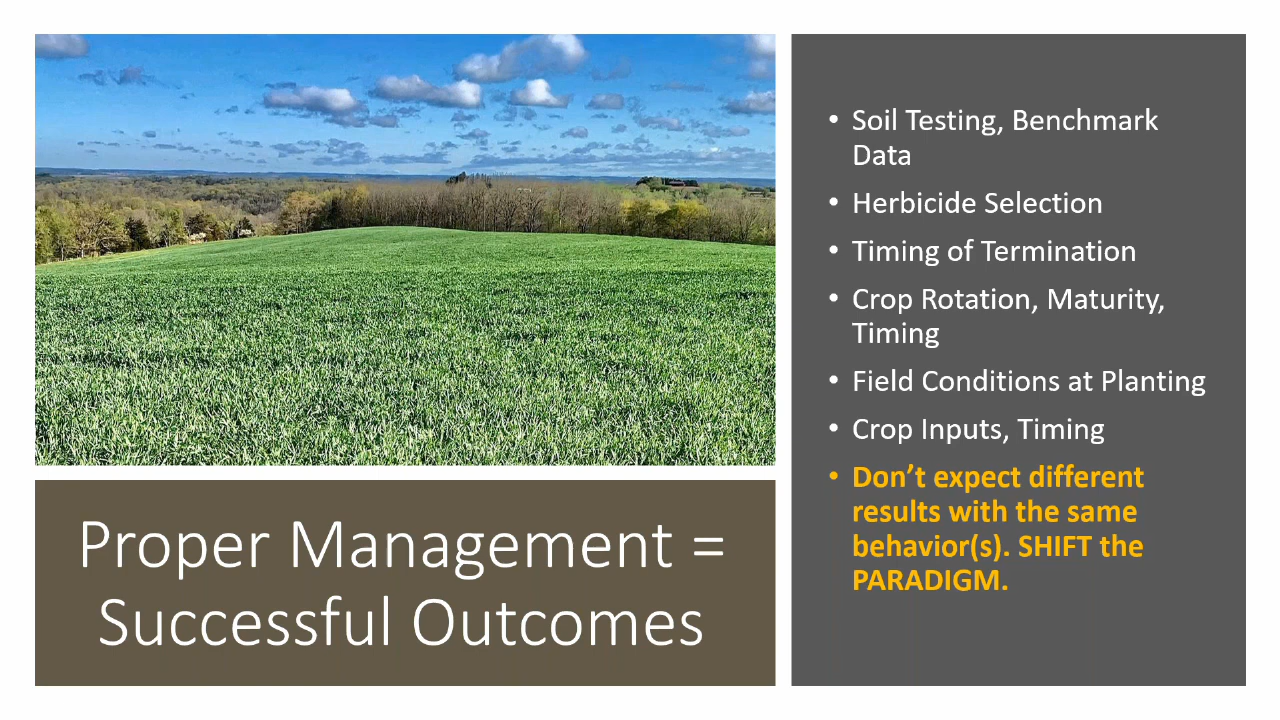 Proper Management =
Successful Outcomes
• Soil Testing, Benchmark
Data
• Herbicide Selection
• Timing of Termination
• Crop Rotation, Maturity,
Timing
• Field Conditions at Planting
• Crop Inputs, Timing
• Don’t expect different
results with the same
behavior(s). SHIFT the
PARADIGM.